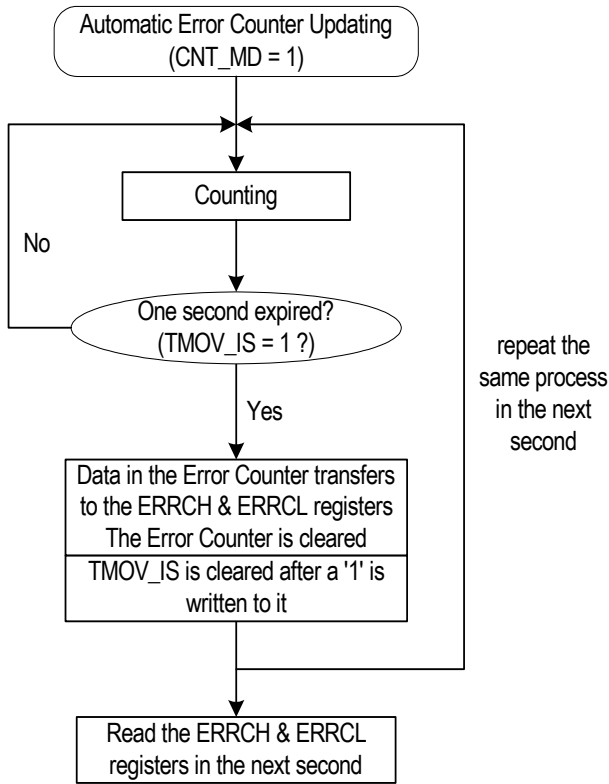 Automatic Error Counter Updating
(CNT_MD = 1)
Counting
No
One second expired?
(TMOV_IS = 1 ?)
repeat the
same process
in the next
second
Yes
Data in the Error Counter transfers
to the ERRCH & ERRCL registers
The Error Counter is cleared
TMOV_IS is cleared after a '1' is
written to it
Read the ERRCH & ERRCL
registers in the next second